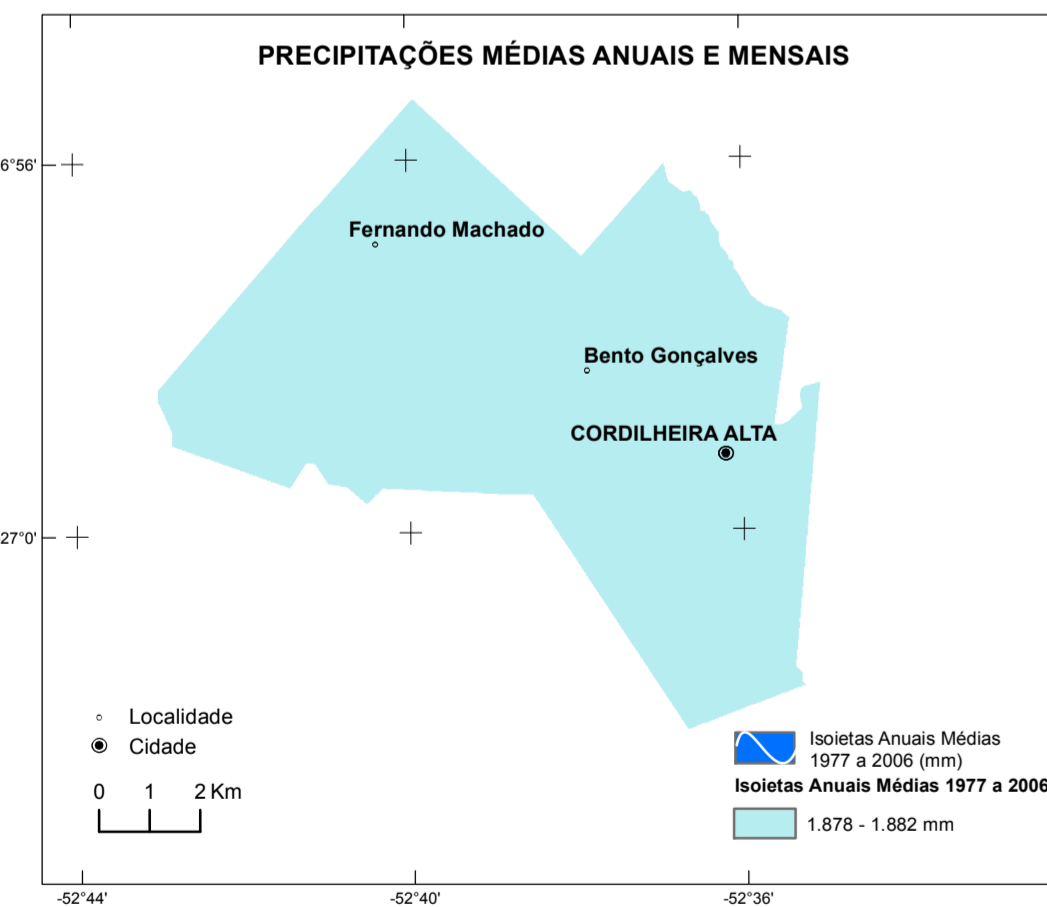 PRECIPITAÇÕES MÉDIAS ANUAIS E MENSAIS
6°56'
Fernando Machado
Bento Gonçalves
CORDILHEIRA ALTA
27°0'
Localidade
Cidade
0 1 2 Km
Isoietas Anuais Médias
1977 a 2006 (mm)
Isoietas Anuais Médias 1977 a 2006
1.878 - 1.882 mm
-52°44' -52°40' -52°36'